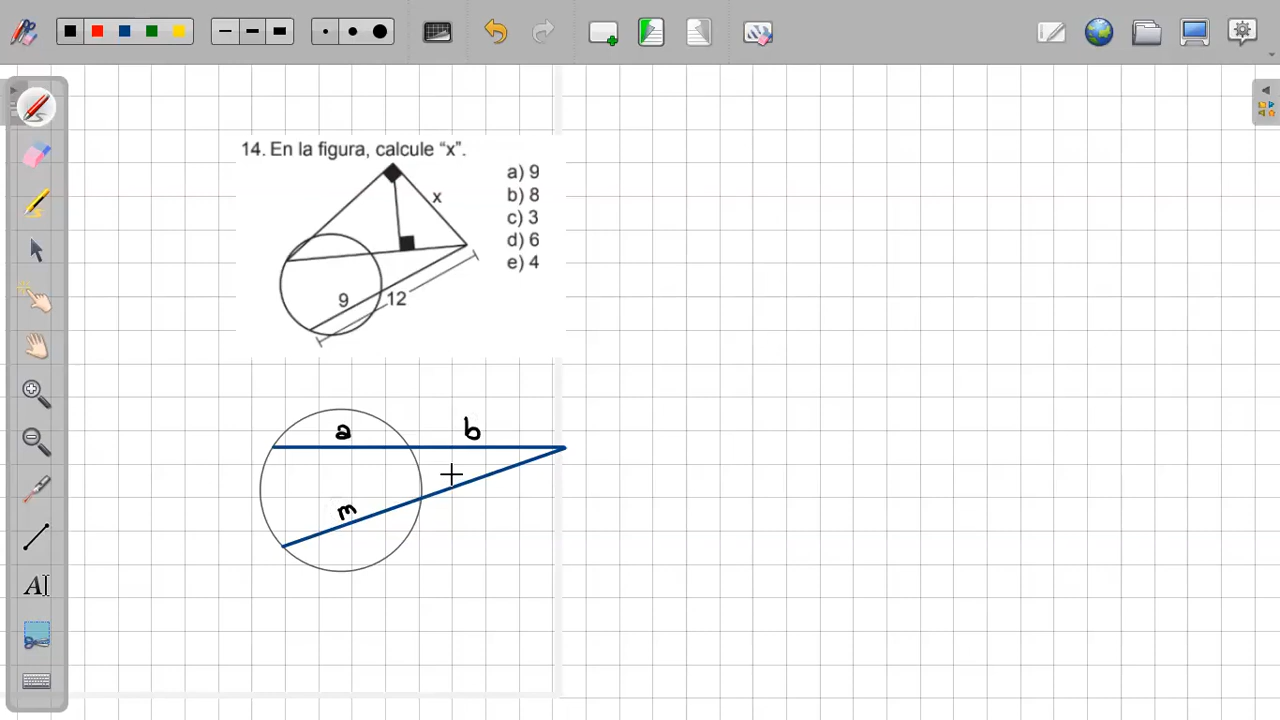 14. En la figura, calcule “x”.
a) 9
x
b) 8
c) 3
d) 6
e) 4
9
12
a
b
m
A